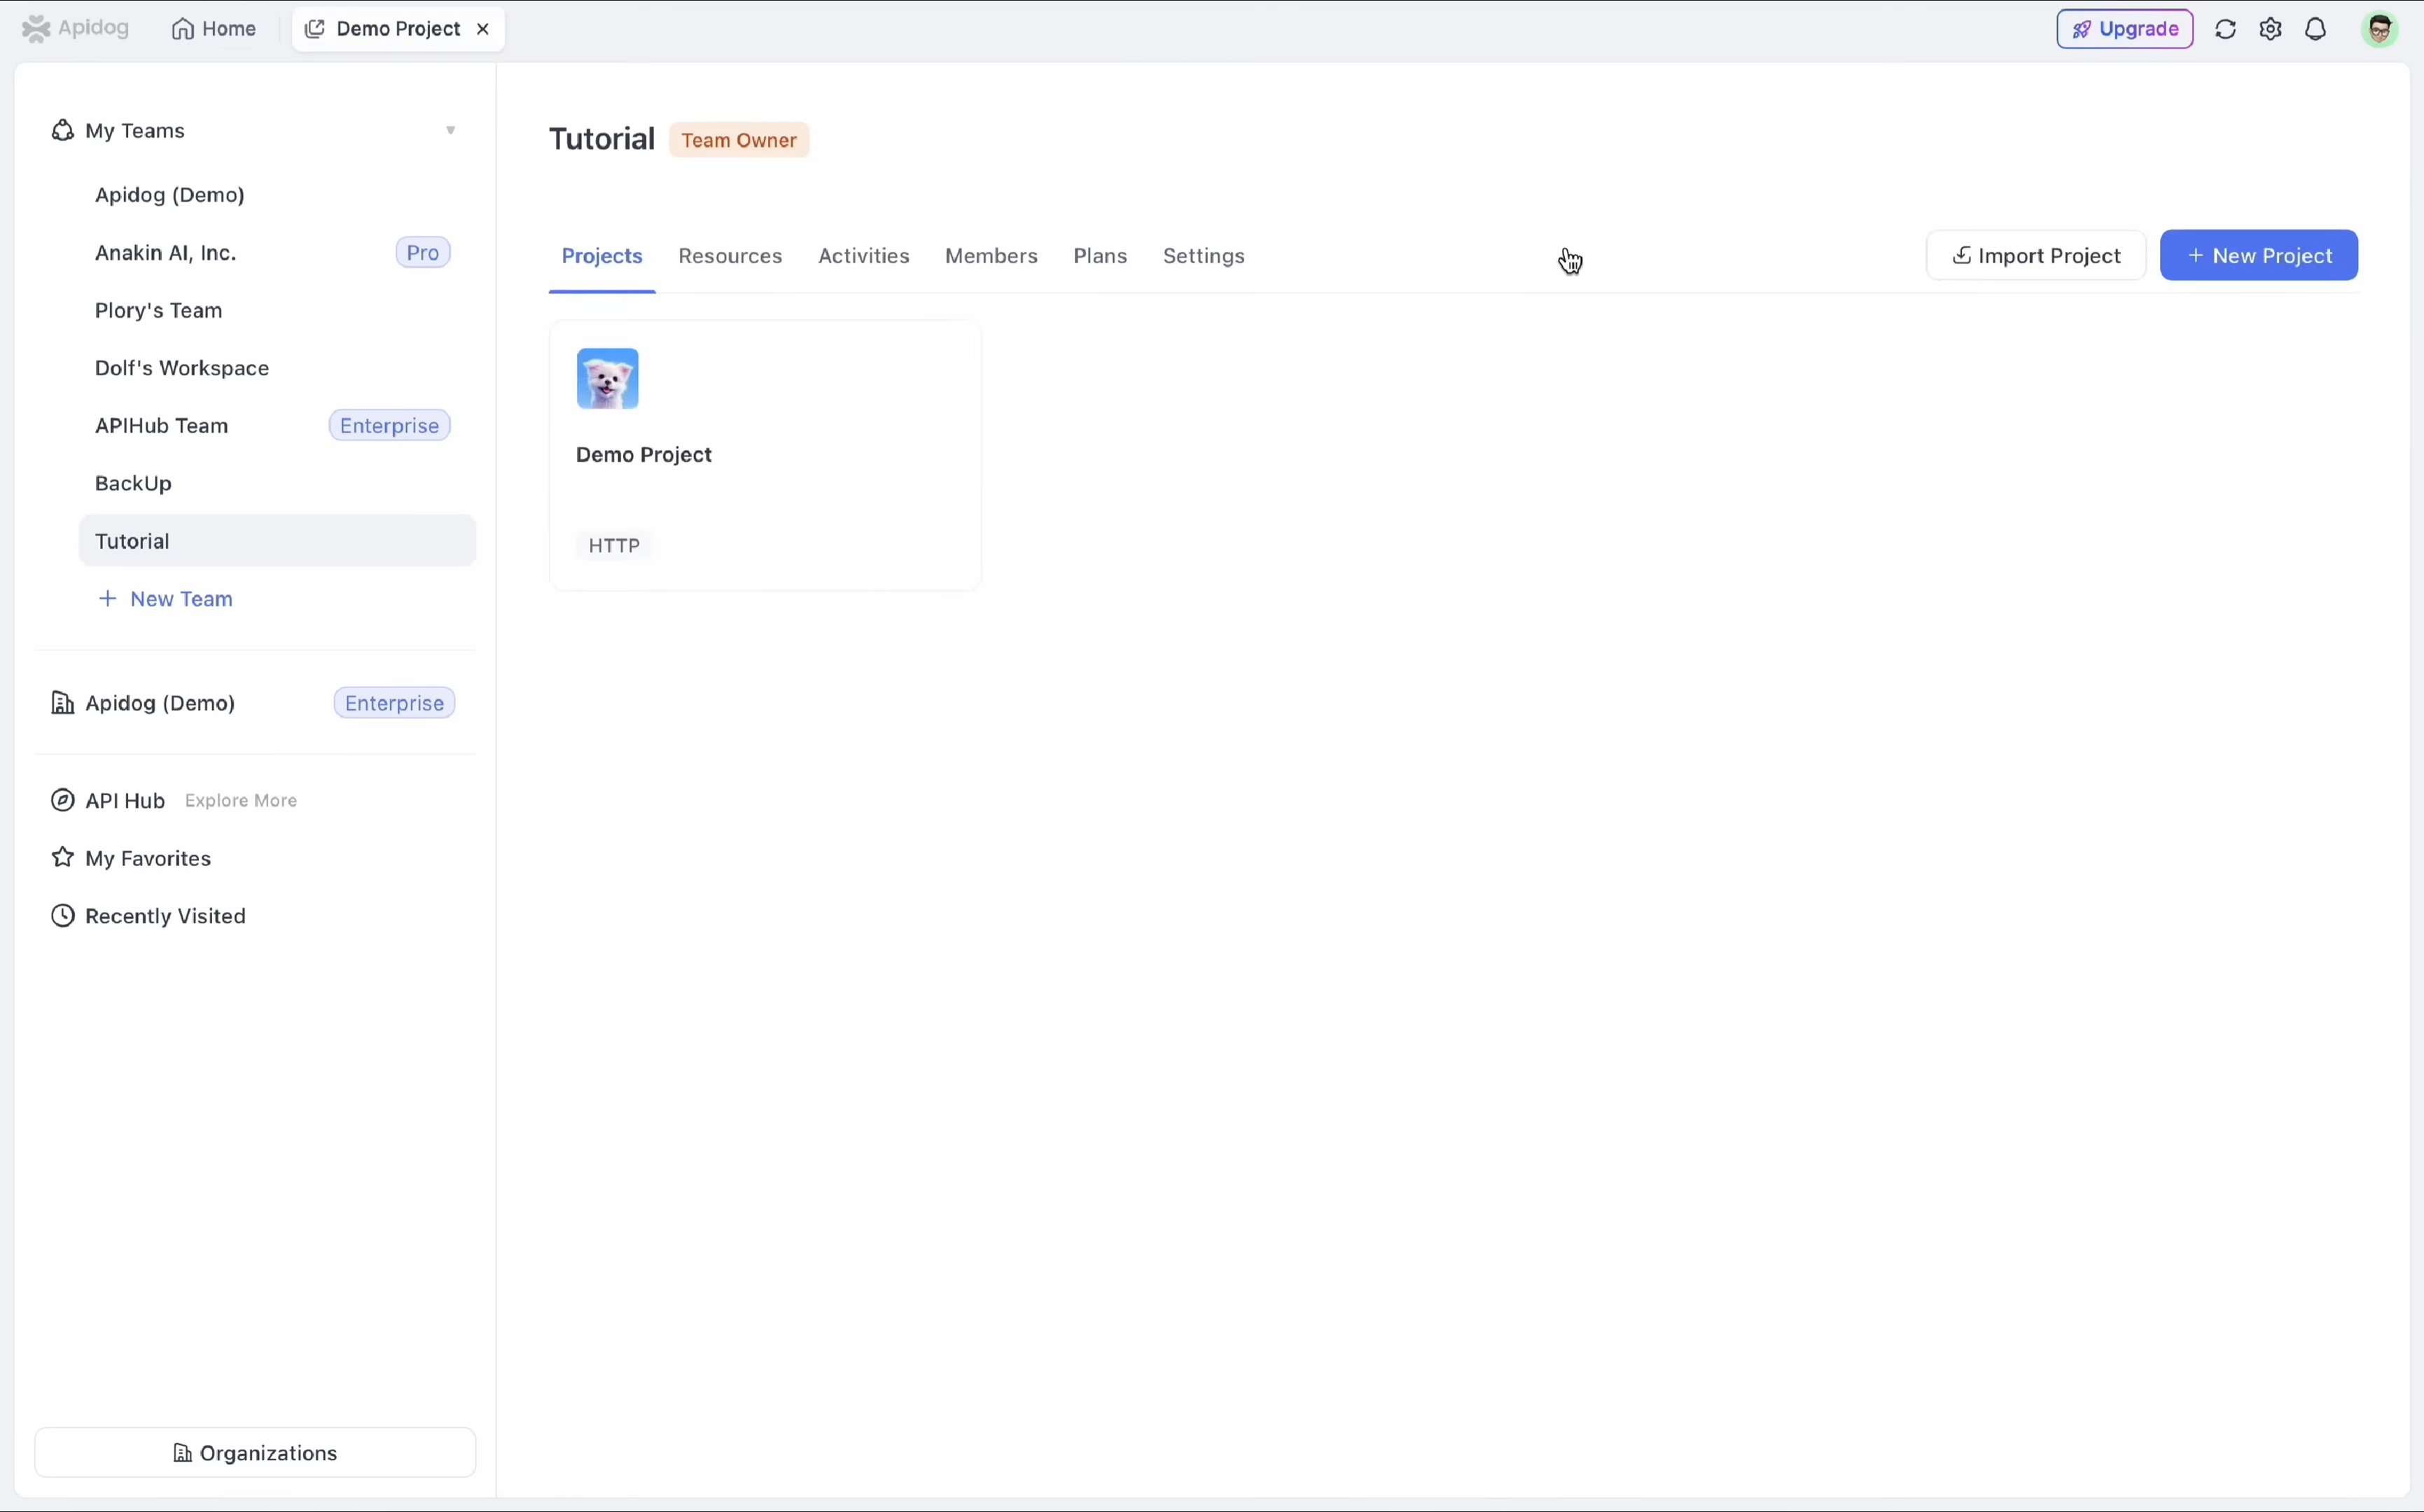 Apidog
Home
Demo Project
Upgrade
My Teams
Apidog (Demo)
Anakin AI, Inc.
Pro
Plory's Team
Dolf's Workspace
APIHub Team
Enterprise
BackUp
Tutorial
+ New Team
Apidog (Demo)
Enterprise
API Hub
Explore More
My Favorites
Recently Visited
Organizations
Tutorial
Team Owner
Projects
Resources
Activities
Members
Plans
Settings
Import Project
+ New Project
Demo Project
HTTP